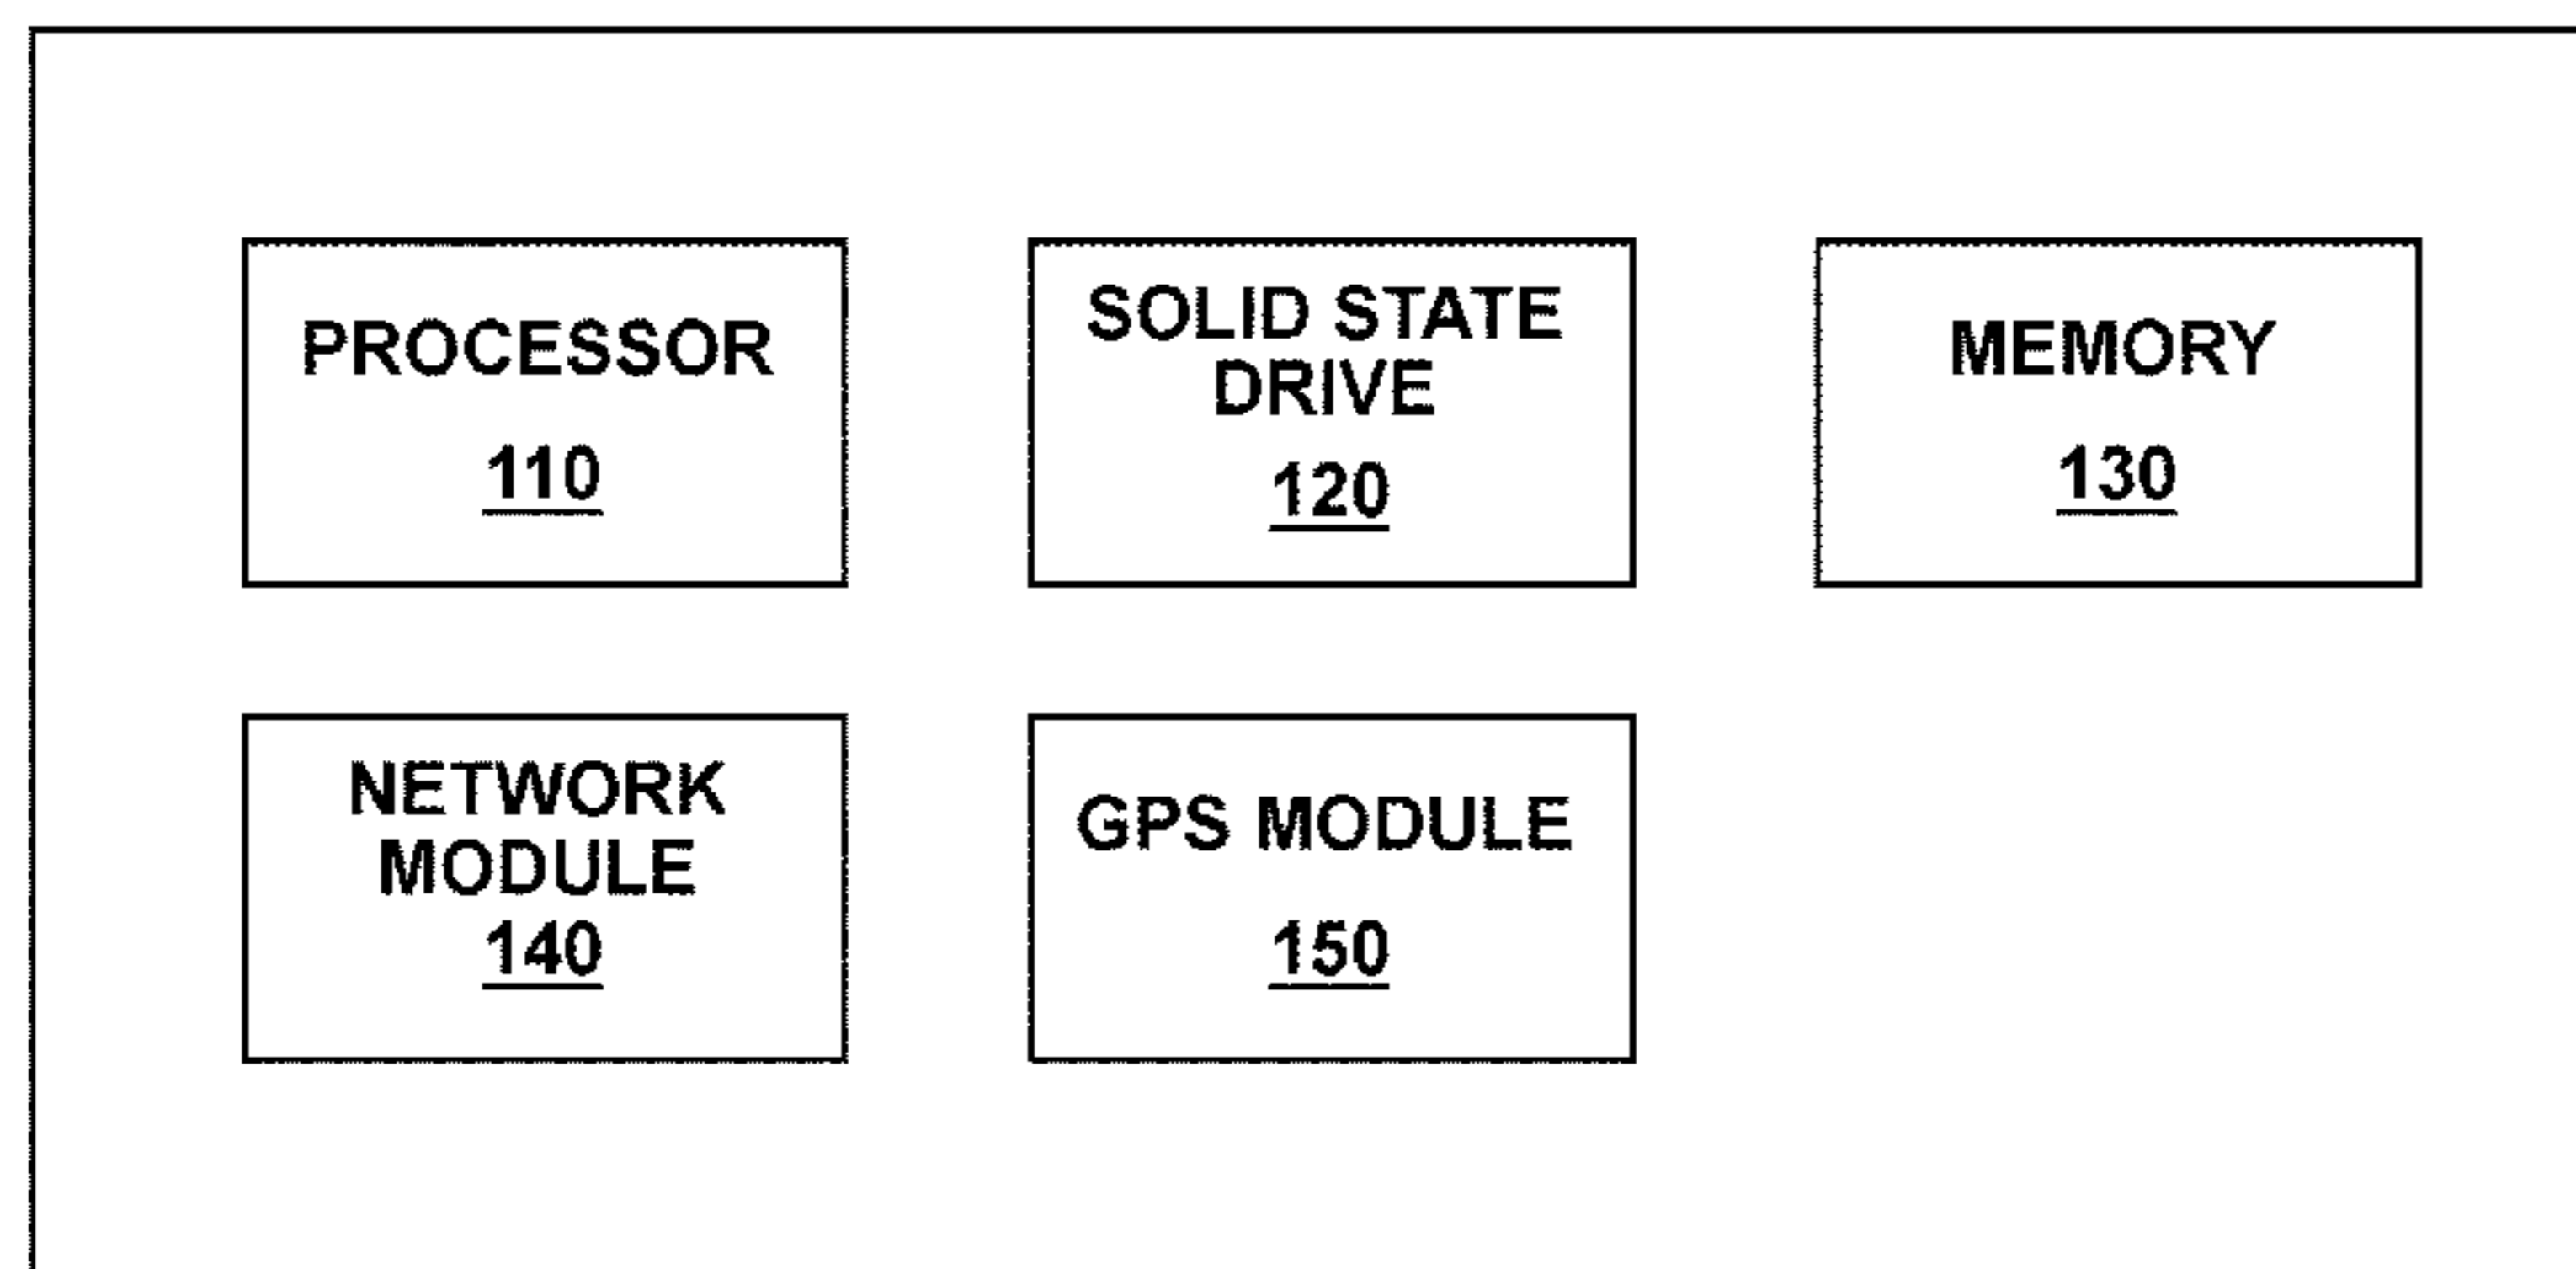 PROCESSOR
110
SOLID STATE
DRIVE
120
MEMORY
130
NETWORK
MODULE
140
GPS MODULE
150